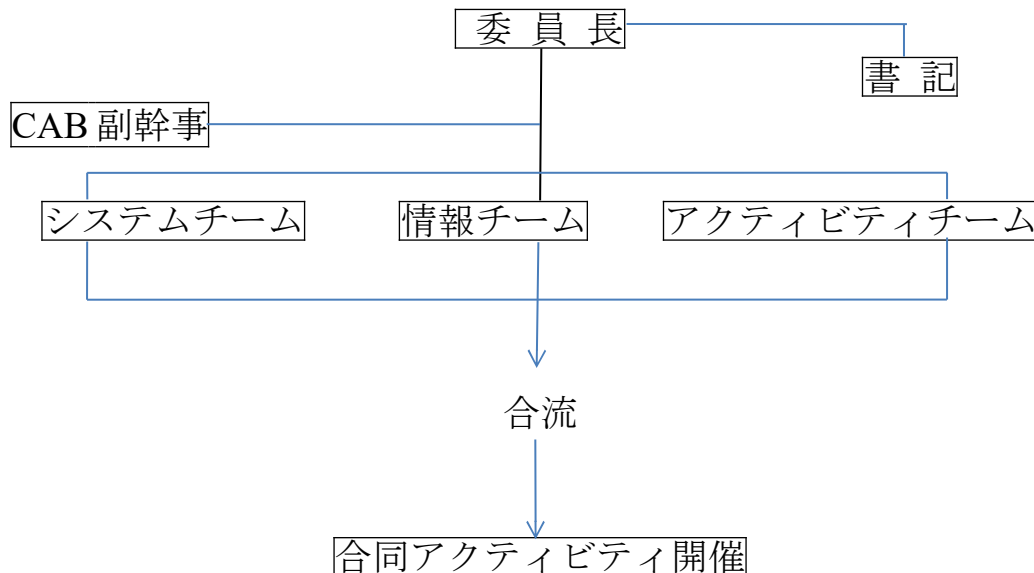 委 員 長
書 記
CAB 副幹事
システムチーム
情報チーム
アクティビティチーム
合流
合同アクティビティ開催